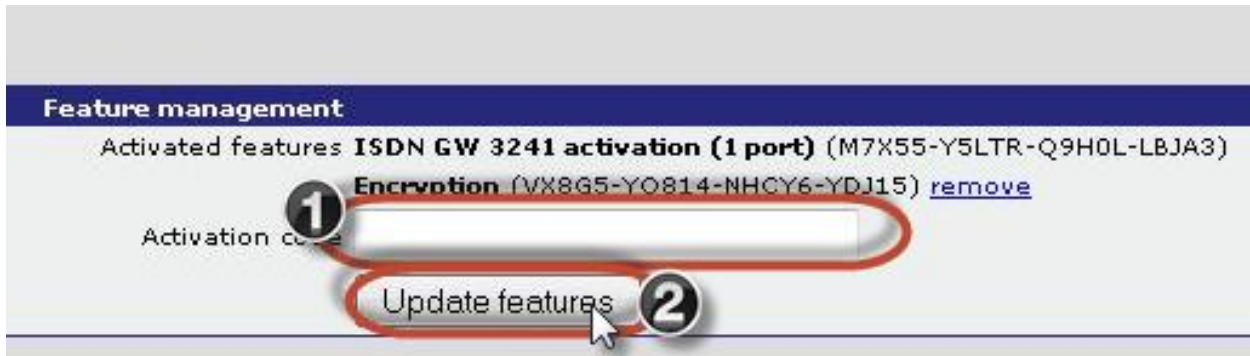 Feature management
Activated features ISDN GW 3241 activation (1 port) (M7X55-Y5LTR-Q9H0L-LBJA3)
Encryption (VX8G5-YO814-NHCY6-YDJ15) remove
1
Activation code
Update features 2